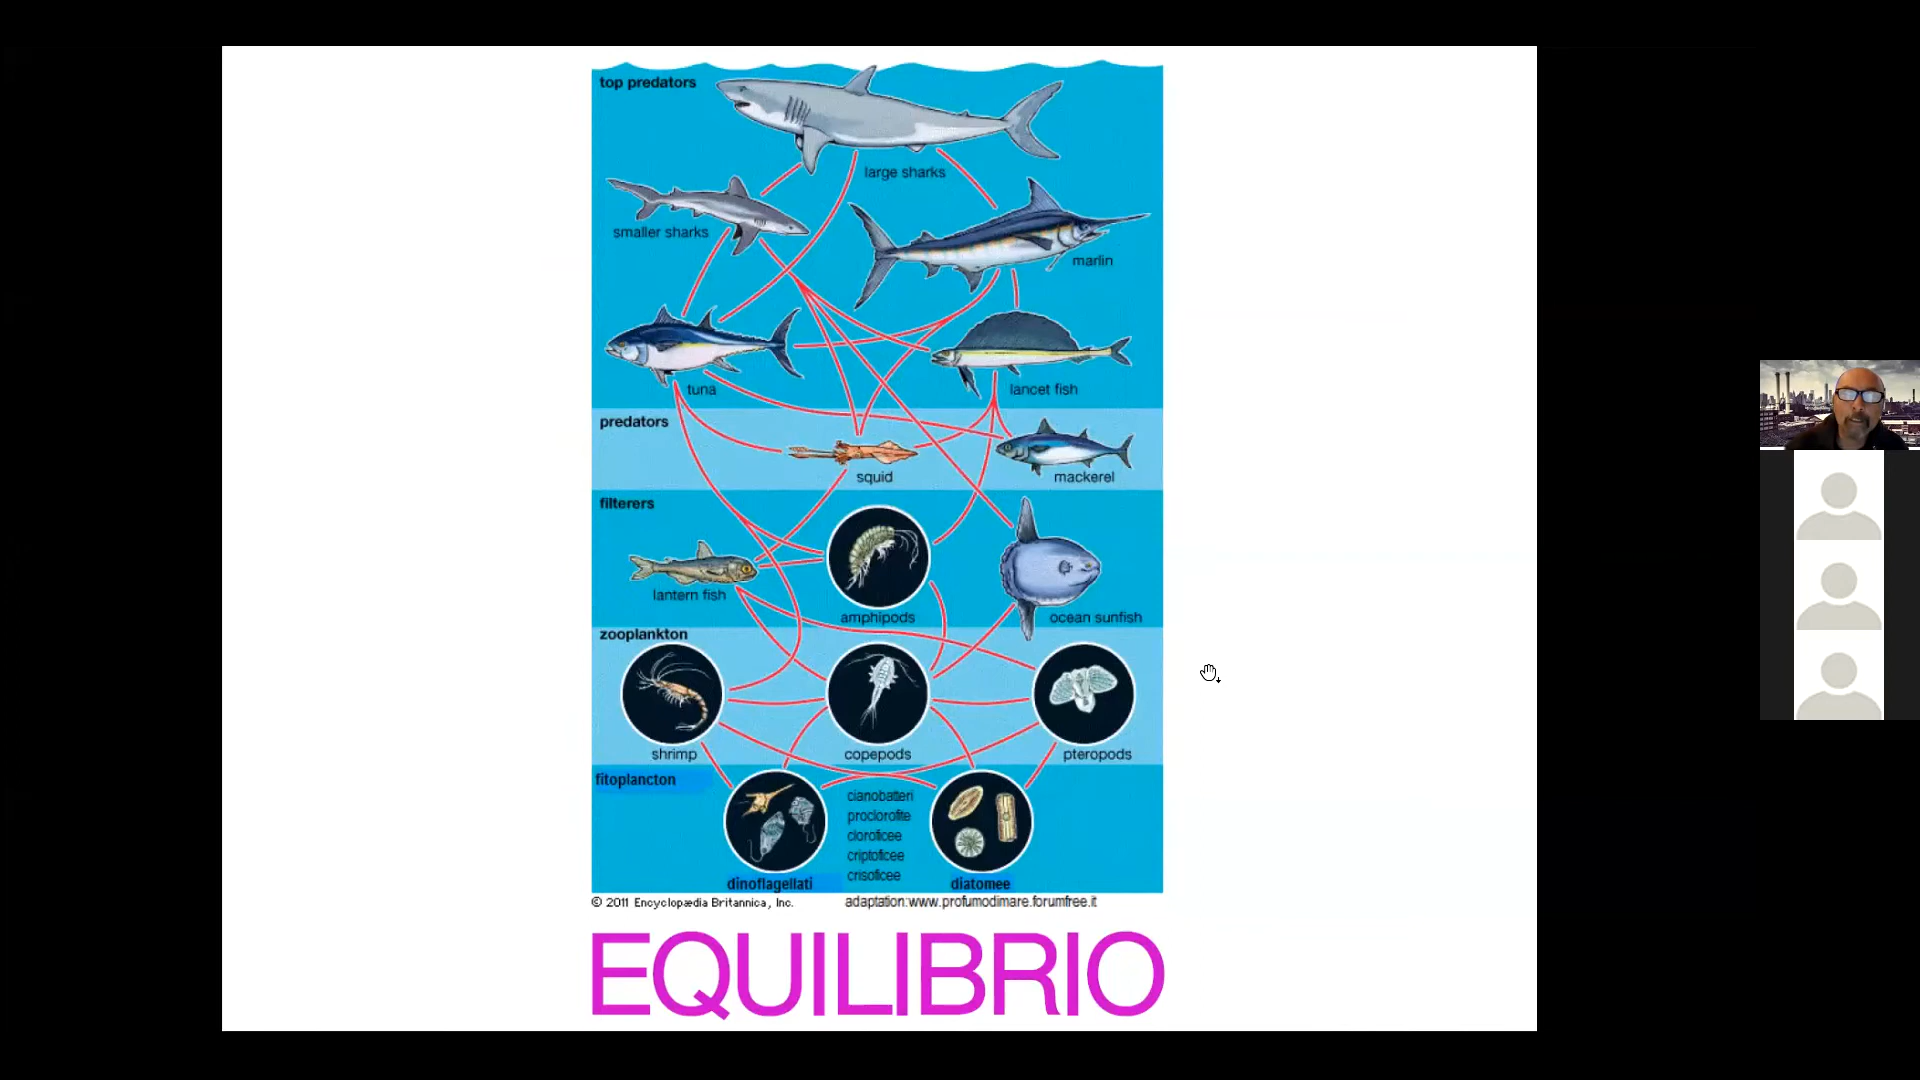 top predators
large sharks
smaller sharks
marlin
tuna
lancet fish
predators
squid
mackerel
filterers
lantern fish
amphipods
ocean sunfish
zooplankton
shrimp
copepods
pteropods
fitoplancton
cianobatteri
proclorofite
cloroficee
criptoficee
crisoficee
dinoflagellati
diatomee
© 2011 Encyclopædia Britannica, Inc.
adaptation:www.profumodimare.forumfree.it
EQUILIBRIO